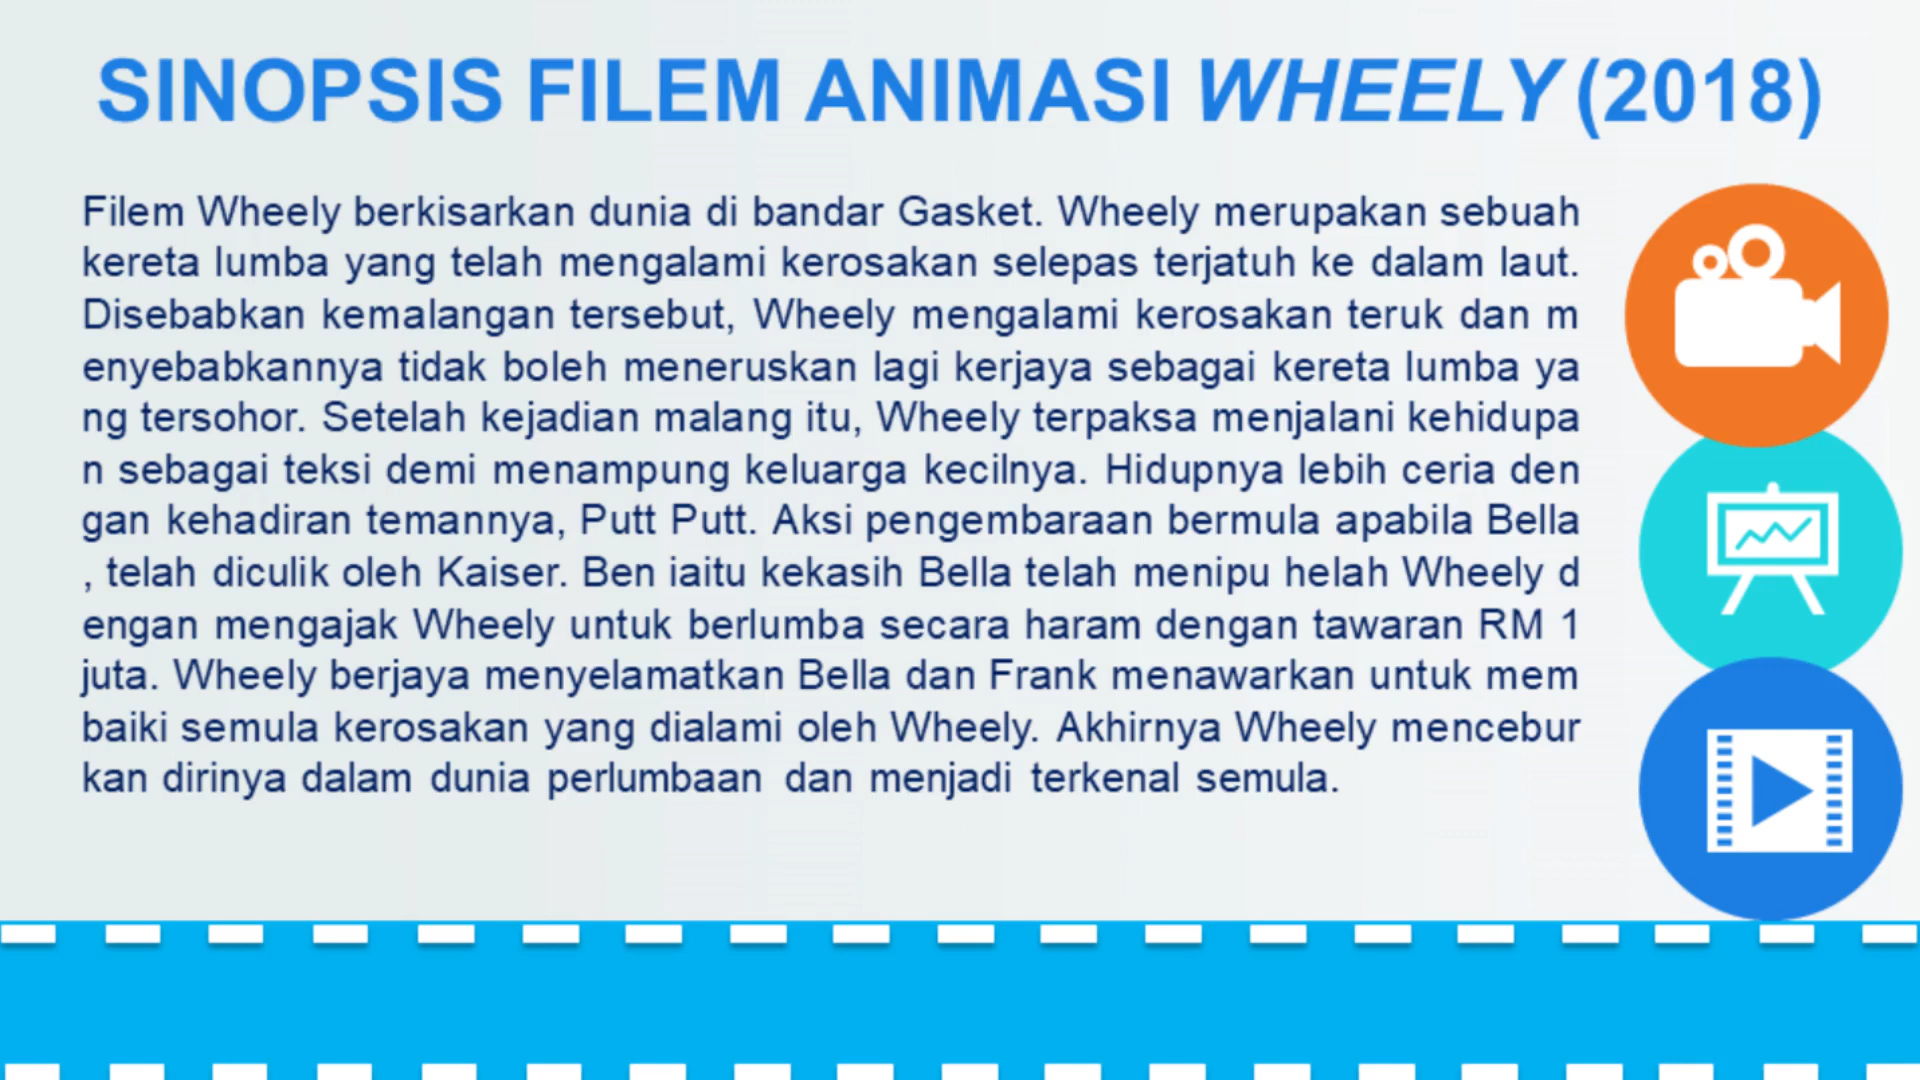 SINOPSIS FILEM ANIMASI WHEELY (2018)
Filem Wheely berkisarkan dunia di bandar Gasket. Wheely merupakan sebuah
kereta lumba yang telah mengalami kerosakan selepas terjatuh ke dalam laut.
Disebabkan kemalangan tersebut, Wheely mengalami kerosakan teruk dan m
enyebabkannya tidak boleh meneruskan lagi kerjaya sebagai kereta lumba ya
ng tersohor. Setelah kejadian malang itu, Wheely terpaksa menjalani kehidupa
n sebagai teksi demi menampung keluarga kecilnya. Hidupnya lebih ceria den
gan kehadiran temannya, Putt Putt. Aksi pengembaraan bermula apabila Bella
, telah diculik oleh Kaiser. Ben iaitu kekasih Bella telah menipu helah Wheely d
engan mengajak Wheely untuk berlumba secara haram dengan tawaran RM 1
juta. Wheely berjaya menyelamatkan Bella dan Frank menawarkan untuk mem
baiki semula kerosakan yang dialami oleh Wheely. Akhirnya Wheely mencebur
kan dirinya dalam dunia perlumbaan dan menjadi terkenal semula.